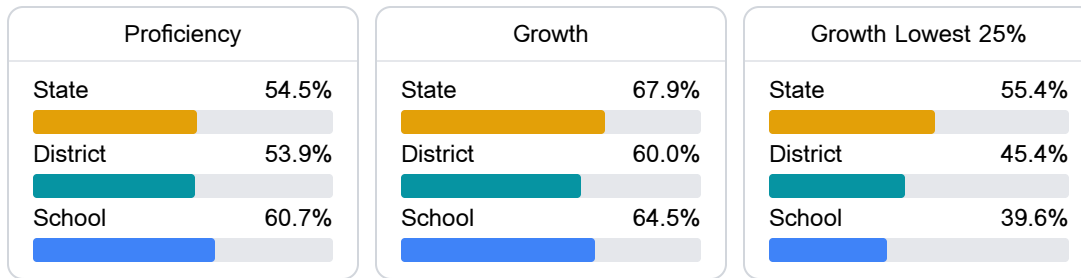 Proficiency
State 54.5%
District 53.9%
School 60.7%
Growth
State 67.9%
District 60.0%
School 64.5%
Growth Lowest 25%
State 55.4%
District 45.4%
School 39.6%